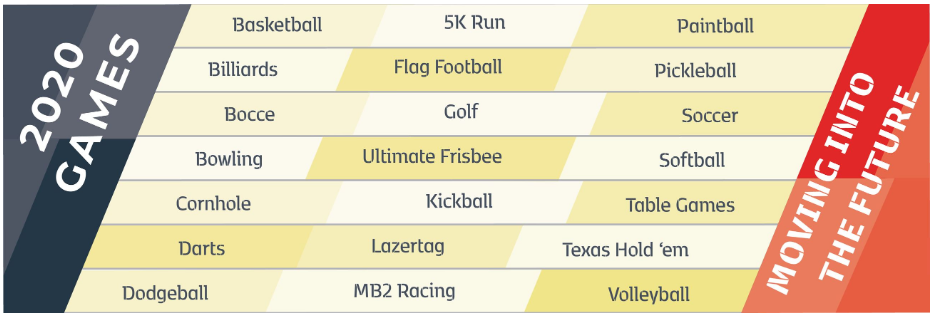 2020
GAMES
Basketball 5K Run Paintball
Billiards Flag Football Pickleball
Bocce Golf Soccer
Bowling Ultimate Frisbee Softball
Cornhole Kickball Table Games
Darts Lazertag Texas Hold ‘em
Dodgeball MB2 Racing Volleyball
MOVING INTO
THE FUTURE